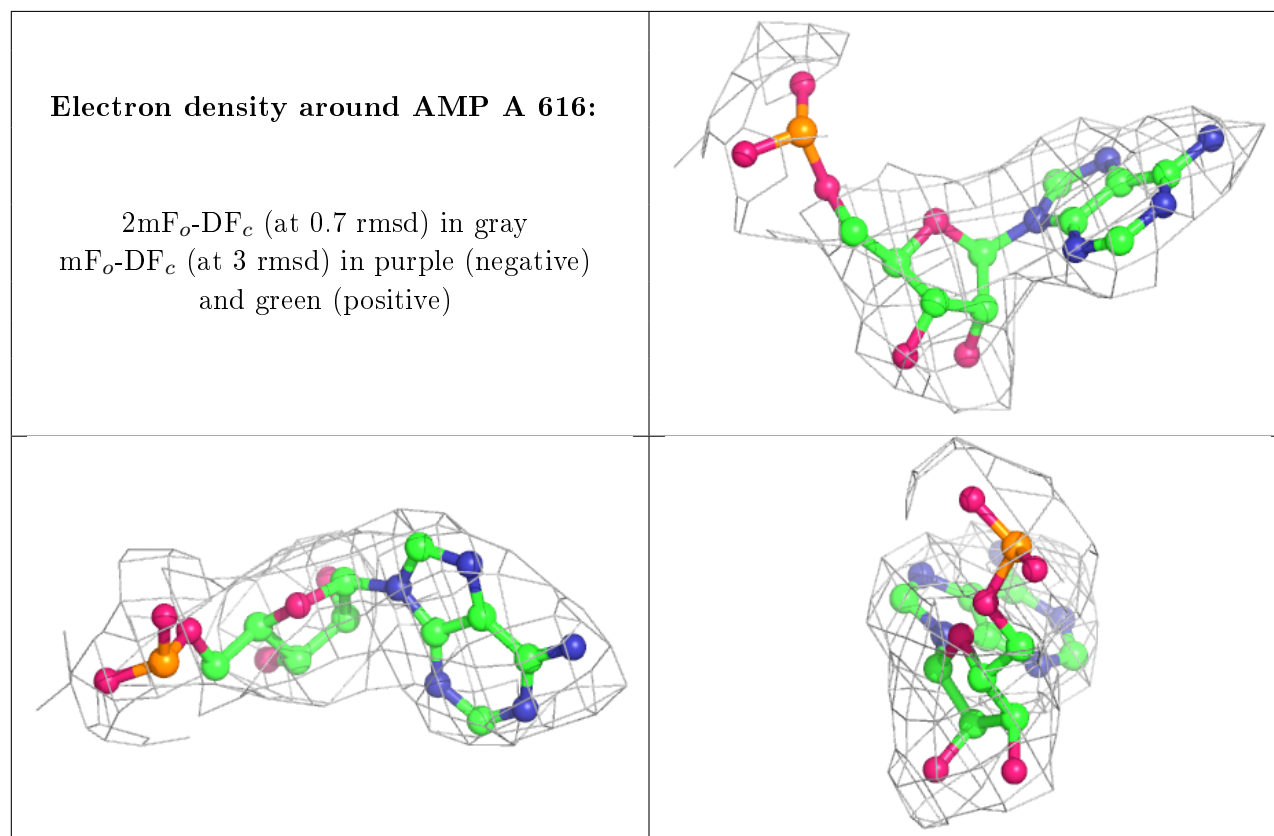 Electron density around AMP A 616:
2mFₒ-DF𝒸 (at 0.7 rmsd) in gray
mFₒ-DF𝒸 (at 3 rmsd) in purple (negative)
and green (positive)